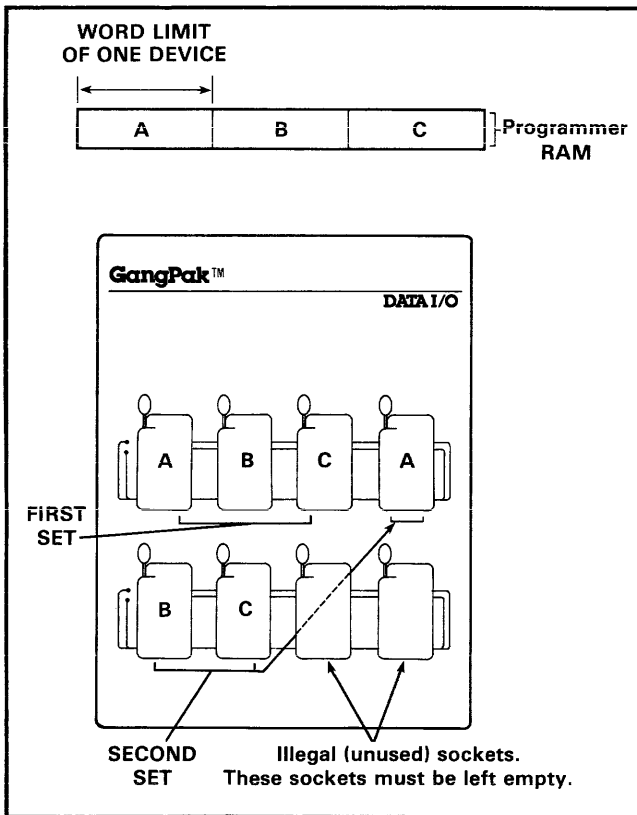 WORD LIMIT
OF ONE DEVICE
A B C
Programmer
RAM
GangPak™
DATA I/O
A B C A
FIRST
SET
B C
SECOND
SET
Illegal (unused) sockets.
These sockets must be left empty.